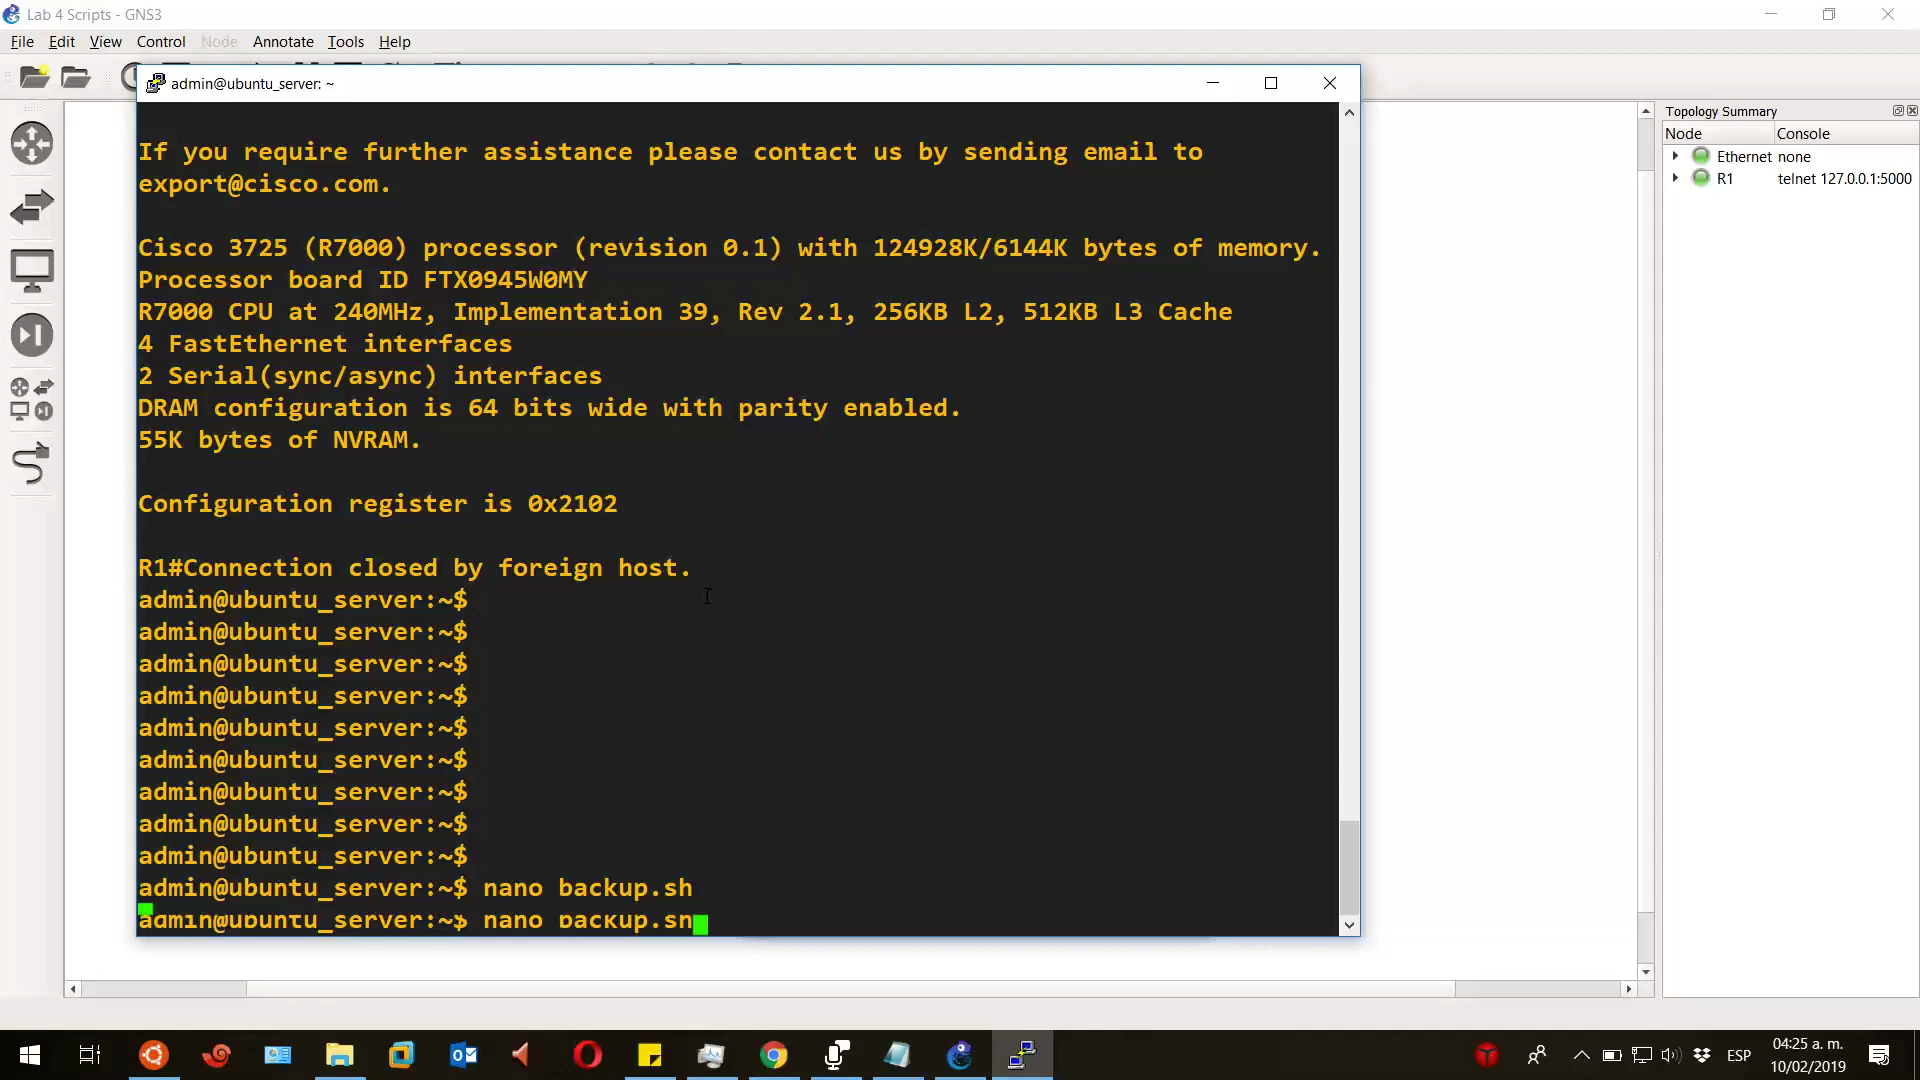 Lab 4 Scripts - GNS3
File Edit View Control Node Annotate Tools Help
admin@ubuntu_server: ~
If you require further assistance please contact us by sending email to
export@cisco.com.
Cisco 3725 (R7000) processor (revision 0.1) with 124928K/6144K bytes of memory.
Processor board ID FTX0945W0MY
R7000 CPU at 240MHz, Implementation 39, Rev 2.1, 256KB L2, 512KB L3 Cache
4 FastEthernet interfaces
2 Serial(sync/async) interfaces
DRAM configuration is 64 bits wide with parity enabled.
55K bytes of NVRAM.
Configuration register is 0x2102
R1#Connection closed by foreign host.
admin@ubuntu_server:~$
admin@ubuntu_server:~$
admin@ubuntu_server:~$
admin@ubuntu_server:~$
admin@ubuntu_server:~$
admin@ubuntu_server:~$
admin@ubuntu_server:~$
admin@ubuntu_server:~$
admin@ubuntu_server:~$
admin@ubuntu_server:~$ nano backup.sh
admin@ubuntu_server:~$ nano backup.sh
Topology Summary
Node Console
Ethernet none
R1 telnet 127.0.0.1:5000
ESP
04:25 a. m.
10/02/2019